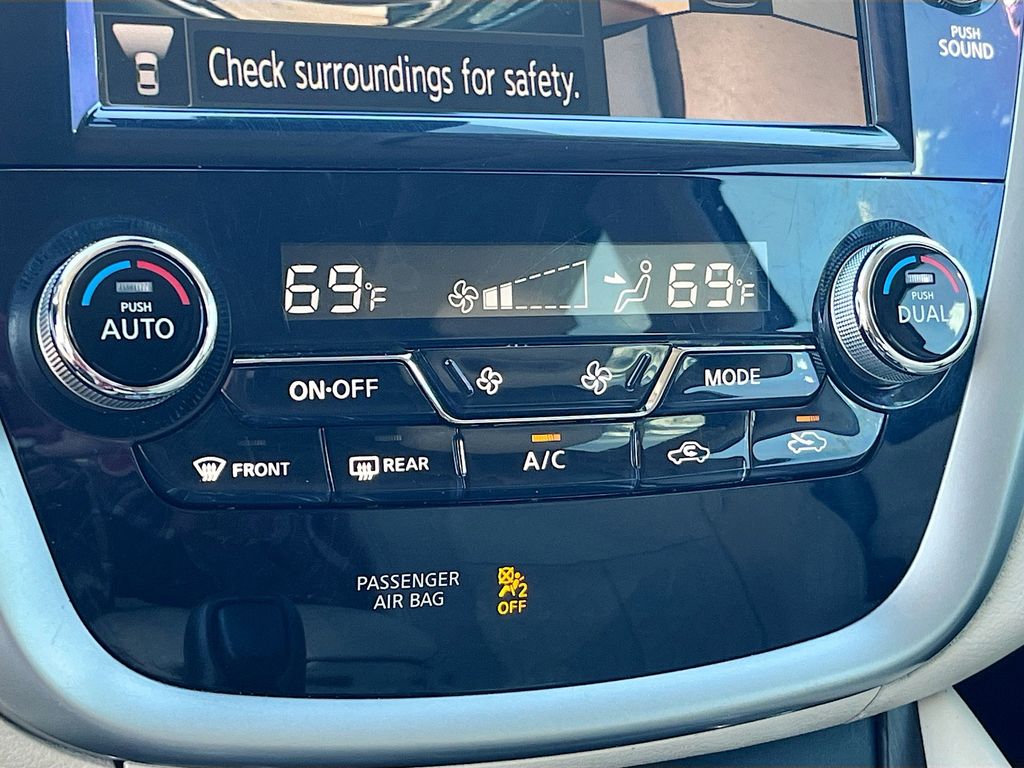 Check surroundings for safety.
PUSH
SOUND
69°F
69°F
PUSH
AUTO
PUSH
DUAL
ON·OFF
MODE
FRONT
REAR
A/C
PASSENGER
AIR BAG
2
OFF